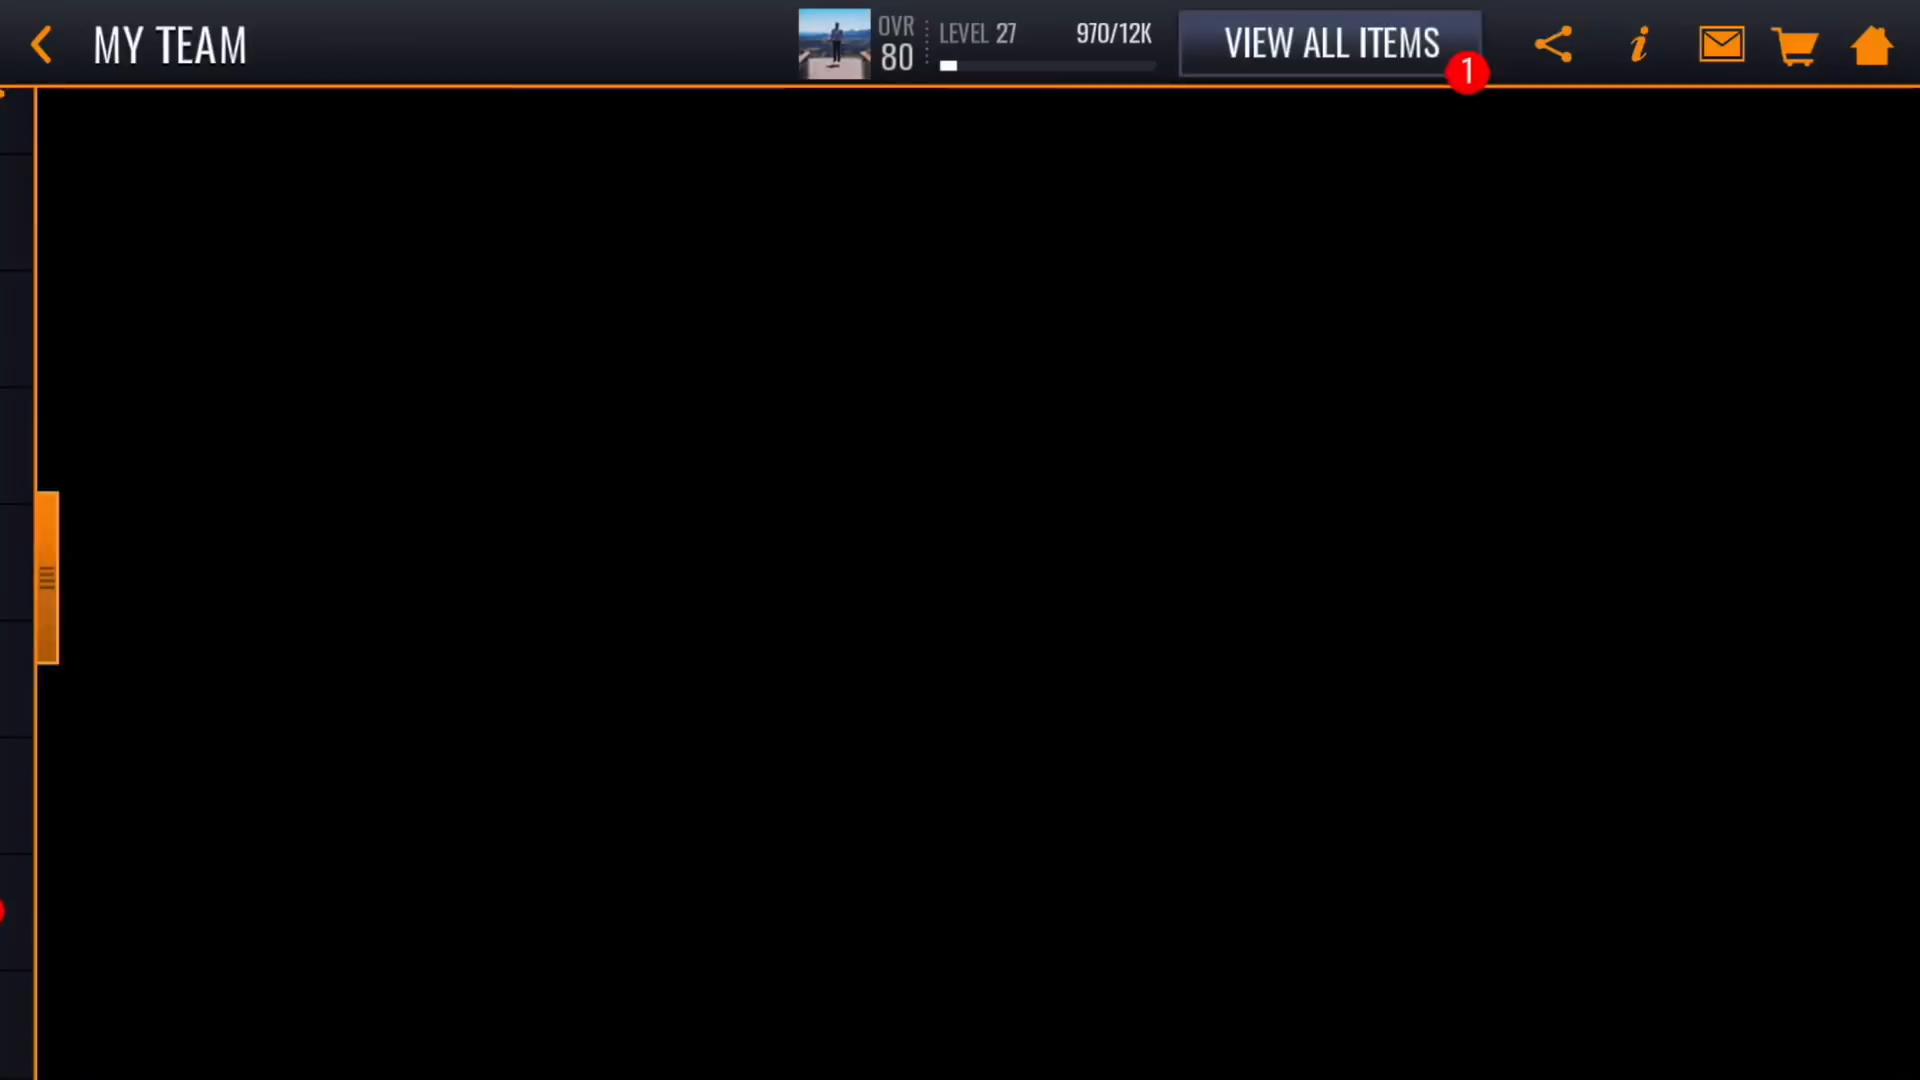 MY TEAM
OVR
80
LEVEL 27
970/12K
VIEW ALL ITEMS
1
i